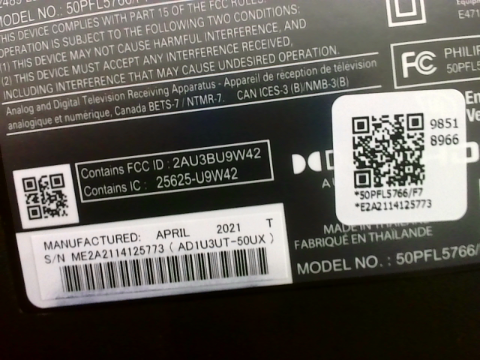 THIS DEVICE COMPLIES WITH PART 15 OF THE FCC RULES.
OPERATION IS SUBJECT TO THE FOLLOWING TWO CONDITIONS:
(1) THIS DEVICE MAY NOT CAUSE HARMFUL INTERFERENCE, AND
(2) THIS DEVICE MUST ACCEPT ANY INTERFERENCE RECEIVED,
INCLUDING INTERFERENCE THAT MAY CAUSE UNDESIRED OPERATION.
Analog and Digital Television Receiving Apparatus - Appareil de réception de télévision
analogique et numérique, Canada BETS-7 / NTMR-7. CAN ICES-3 (B)/NMB-3(B)
E471
FC
PHILIP
50PFL5766
Contains FCC ID : 2AU3BU9W42
Contains IC : 25625-U9W42
9851
8966
*50PFL5766/F7
*E2A2114125773
MANUFACTURED: APRIL 2021 T
S/N ME2A2114125773 ( AD1U3UT-50UX )
MADE IN THAILAND
FABRIQUÉ EN THAÏLANDE
MODEL NO. : 50PFL5766/